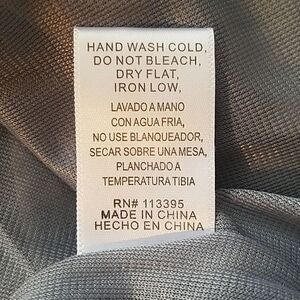 HAND WASH COLD,
DO NOT BLEACH,
DRY FLAT,
IRON LOW,
LAVADO A MANO
CON AGUA FRIA,
NO USE BLANQUEADOR,
SECAR SOBRE UNA MESA,
PLANCHADO A
TEMPERATURA TIBIA
RN# 113395
MADE IN CHINA
HECHO EN CHINA